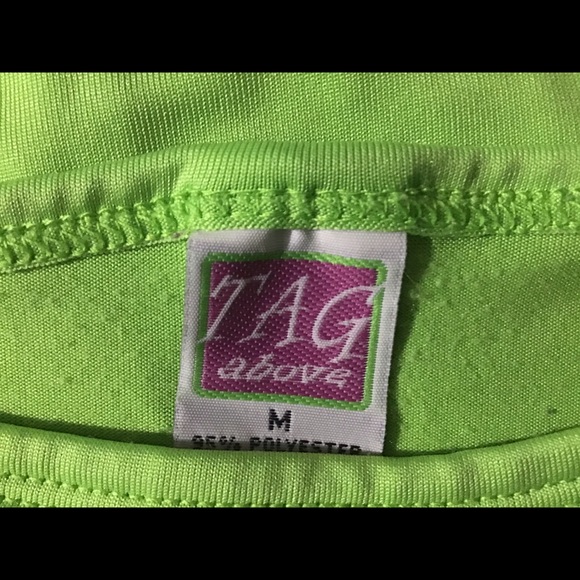 TAG
above
M
95% POLYESTER